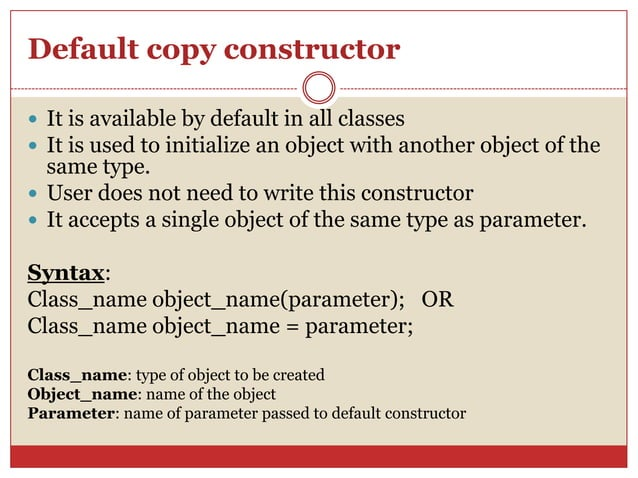 Default copy constructor
It is available by default in all classes
It is used to initialize an object with another object of the
same type.
User does not need to write this constructor
It accepts a single object of the same type as parameter.
Syntax:
Class_name object_name(parameter); OR
Class_name object_name = parameter;
Class_name: type of object to be created
Object_name: name of the object
Parameter: name of parameter passed to default constructor